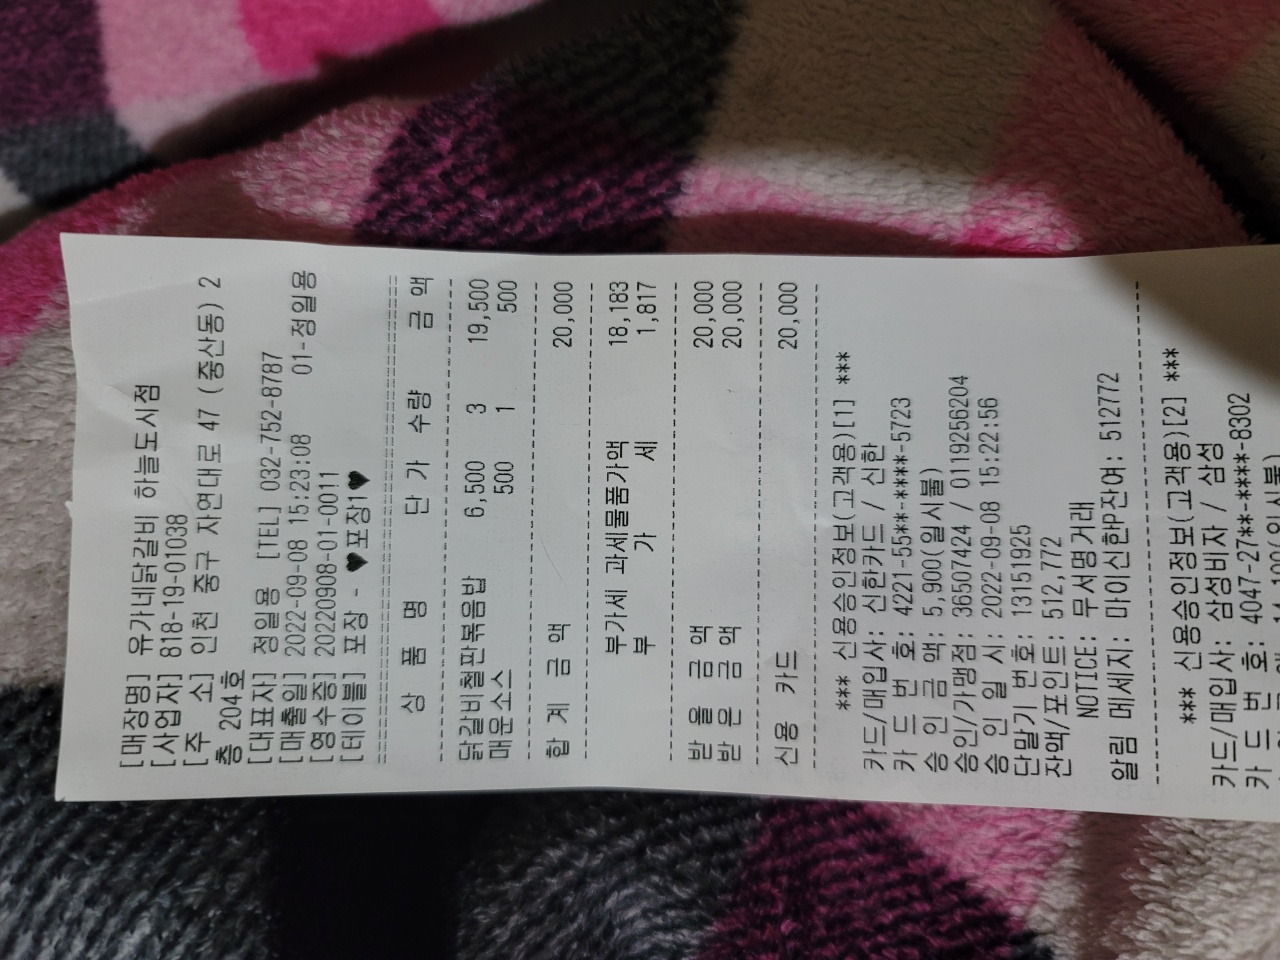 [매장명] 유가네닭갈비 하늘도시점
[사업자] 818-19-01038
[주 소] 인천 중구 자연대로 47 (중산동) 2
층 204호
[대표자] 정일용 [TEL] 032-752-8787
[매출일] 2022-09-08 15:23:08 01-정일용
[영수증] 20220908-01-0011
[테이블] 포장 - ♥포장1♥
상 품 명 단 가 수량 금 액
닭갈비철판볶음밥 6,500 3 19,500
매운소스 500 1 500
합 계 금 액 20,000
부가세 과세물품가액 18,183
부 가 세 1,817
받을 금액 20,000
받은 금액 20,000
신용 카드 20,000
*** 신용승인정보(고객용)[1] ***
카드/매입사: 신한카드 / 신한
카 드 번 호: 4221-55**-****-5723
승 인 금 액: 5,900(일시불)
승인/가맹점: 36507424 / 0119256204
승 인 일 시: 2022-09-08 15:22:56
단말기 번호: 13151925
잔액/포인트: 512,772
NOTICE: 무서명거래
알림 메세지: 마이신한P잔여: 512772
*** 신용승인정보(고객용)[2] ***
카드/매입사: 삼성비자 / 삼성
카 드 번 호: 4047-27**-****-8302